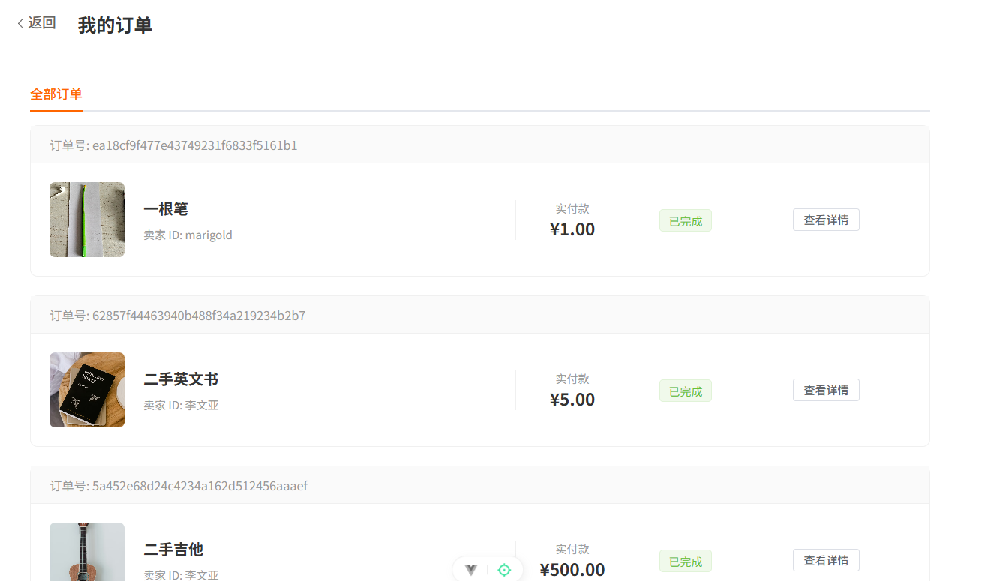 返回 我的订单
全部订单
订单号: ea18cf9f477e43749231f6833f5161b1
一根笔
卖家 ID: marigold
实付款
¥1.00
已完成
查看详情
订单号: 62857f44463940b488f34a219234b2b7
milk and
honey
二手英文书
卖家 ID: 李文亚
实付款
¥5.00
已完成
查看详情
订单号: 5a452e68d24c4234a162d512456aaaef
二手吉他
卖家 ID: 李文亚
实付款
¥500.00
已完成
查看详情